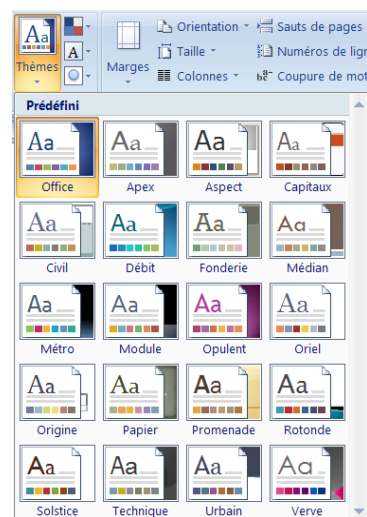 Aa
Orientation
Sauts de pages
A
Taille
Numéros de lign
Thèmes
Marges
Colonnes
Coupure de mot
Prédéfini
Aa Aa Aa Aa
Office Apex Aspect Capitaux
Aa Aa Aa Aa
Civil Débit Fonderie Médian
Aa Aa Aa Aa
Métro Module Opulent Oriel
Aa Aa Aa Aa
Origine Papier Promenade Rotonde
Aa Aa Aa Aa
Solstice Technique Urbain Verve